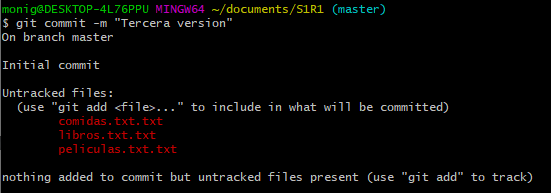 monig@DESKTOP-4L76PPU MINGW64 ~/documents/S1R1 (master)
$ git commit -m "Tercera version"
On branch master
Initial commit
Untracked files:
(use "git add <file>..." to include in what will be committed)
comidas.txt.txt
libros.txt.txt
peliculas.txt.txt
nothing added to commit but untracked files present (use "git add" to track)